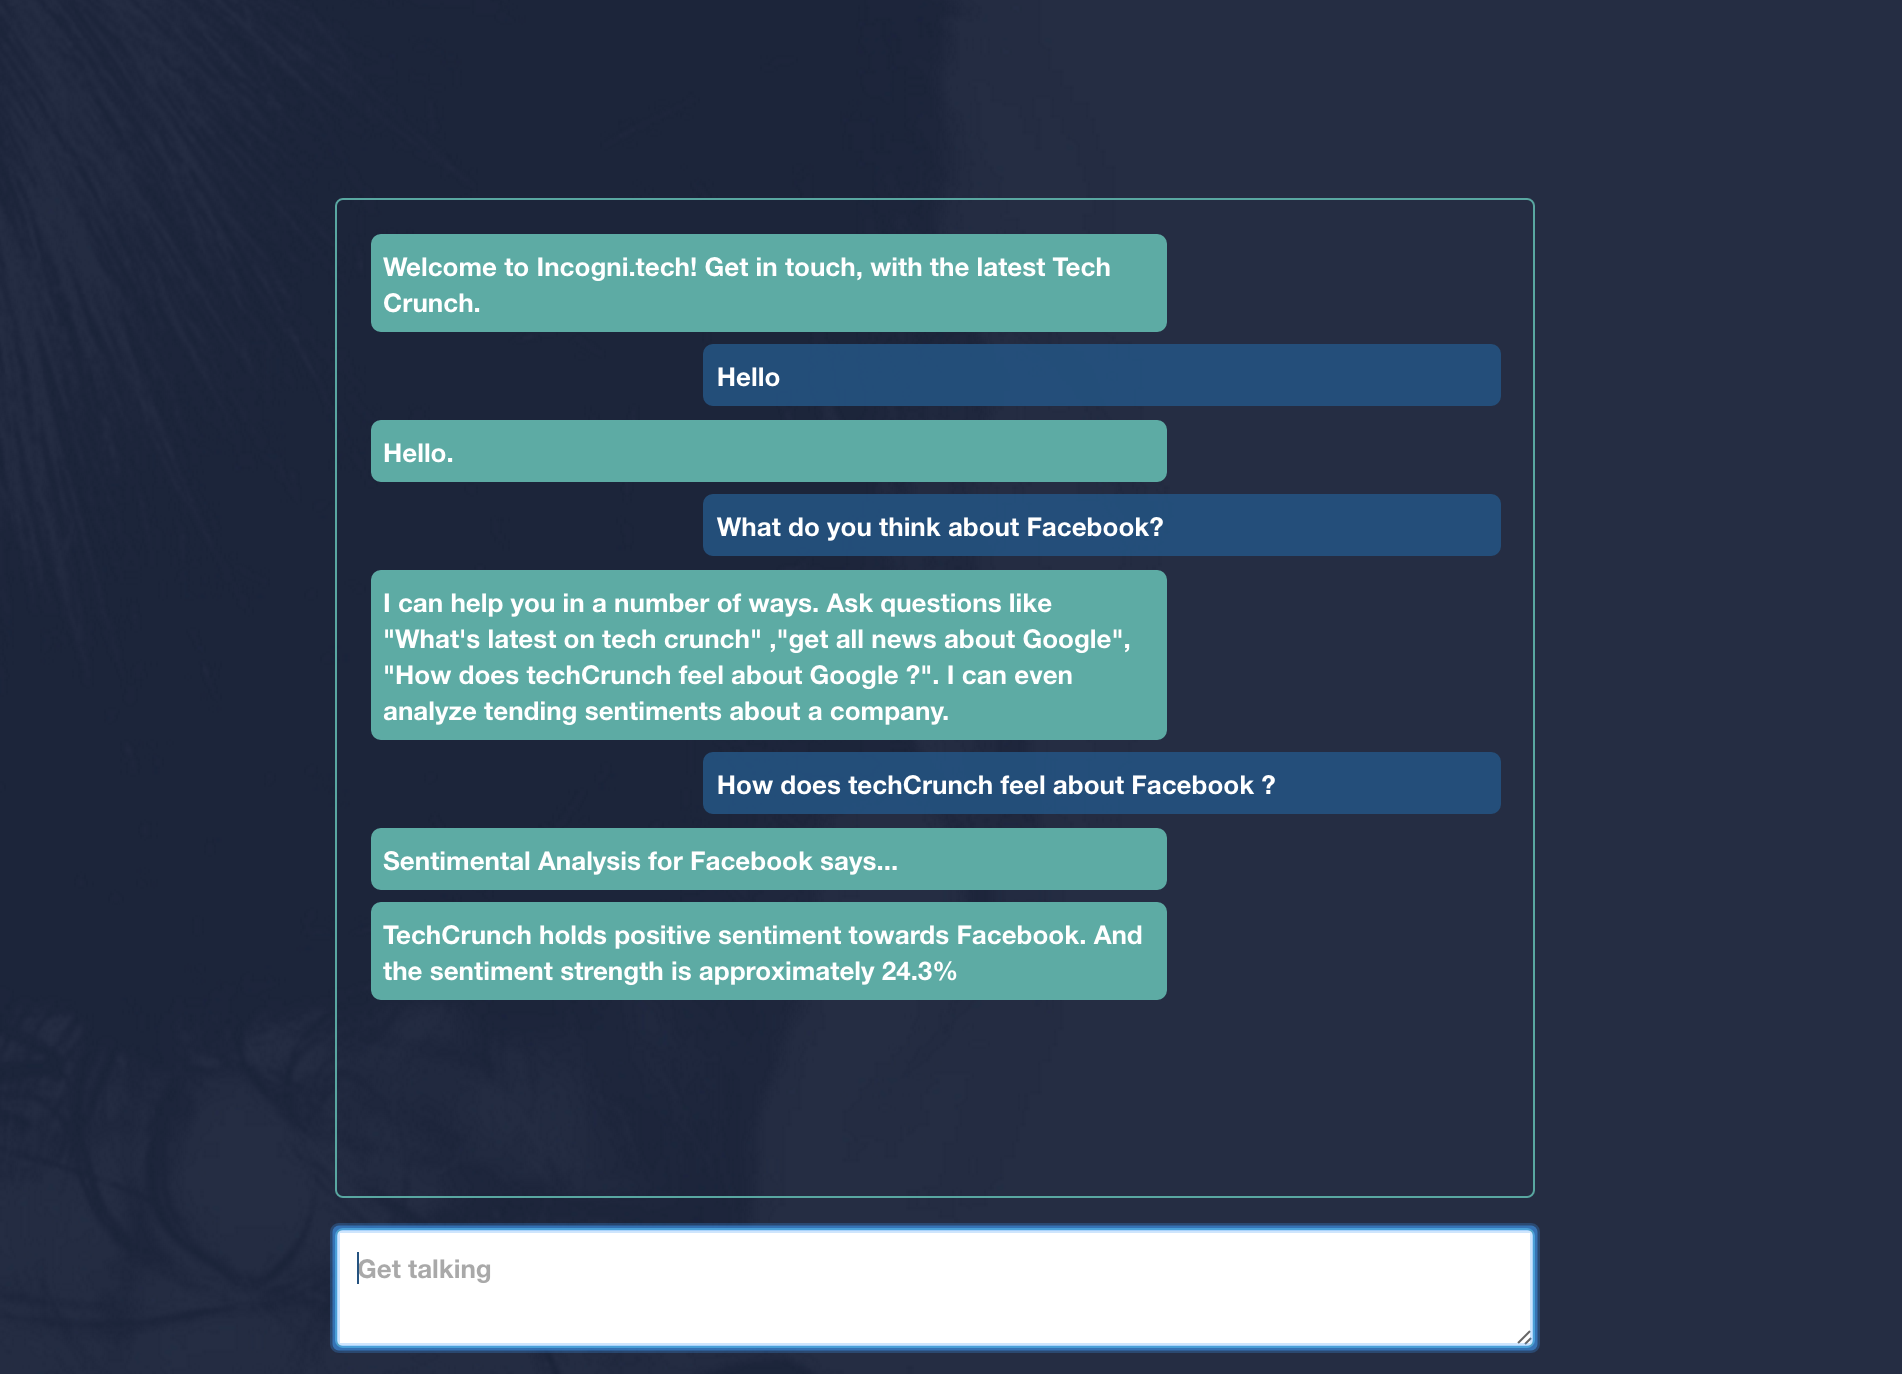 Welcome to Incogni.tech! Get in touch, with the latest Tech
Crunch.
Hello
Hello.
What do you think about Facebook?
I can help you in a number of ways. Ask questions like
"What's latest on tech crunch" ,"get all news about Google",
"How does techCrunch feel about Google ?". I can even
analyze tending sentiments about a company.
How does techCrunch feel about Facebook ?
Sentimental Analysis for Facebook says...
TechCrunch holds positive sentiment towards Facebook. And
the sentiment strength is approximately 24.3%
Get talking